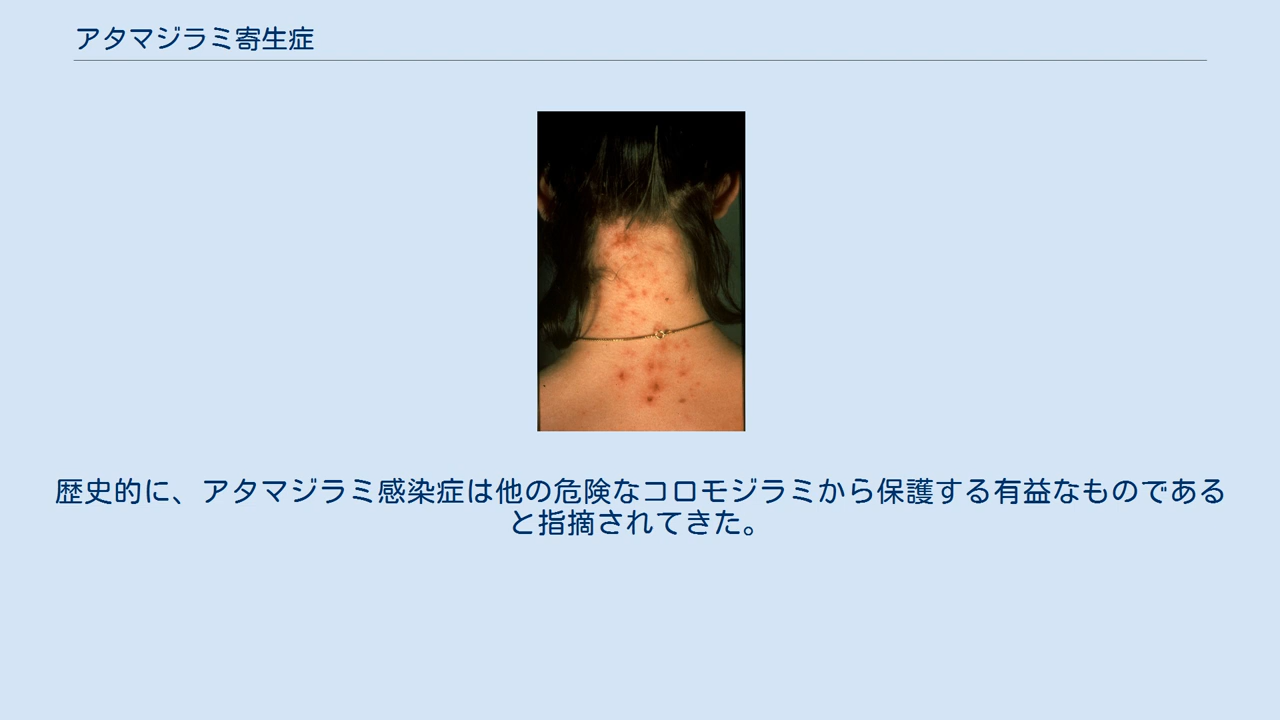 アタマジラミ寄生症
歴史的に、アタマジラミ感染症は他の危険なコロモジラミから保護する有益なものである
と指摘されてきた。